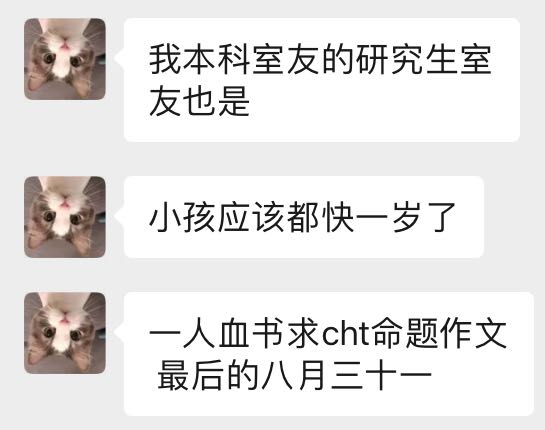 我本科室友的研究生室
友也是
小孩应该都快一岁了
一人血书求cht命题作文
最后的八月三十一